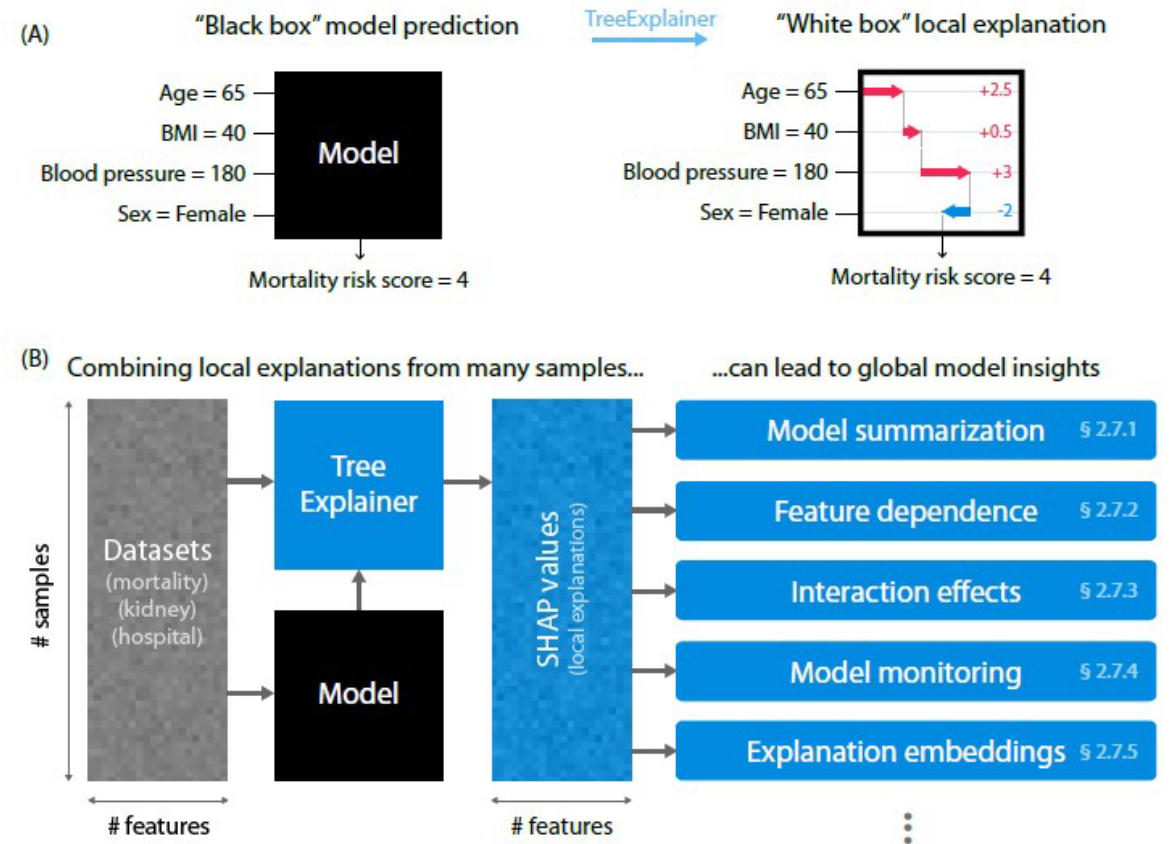 (A)
“Black box” model prediction
TreeExplainer
“White box” local explanation
Age = 65
BMI = 40
Blood pressure = 180
Sex = Female
Model
Mortality risk score = 4
Age = 65
BMI = 40
Blood pressure = 180
Sex = Female
+2.5
+0.5
+3
-2
Mortality risk score = 4
(B)
Combining local explanations from many samples...
...can lead to global model insights
# samples
Datasets
(mortality)
(kidney)
(hospital)
# features
Tree
Explainer
Model
SHAP values
(local explanations)
# features
Model summarization § 2.7.1
Feature dependence § 2.7.2
Interaction effects § 2.7.3
Model monitoring § 2.7.4
Explanation embeddings § 2.7.5